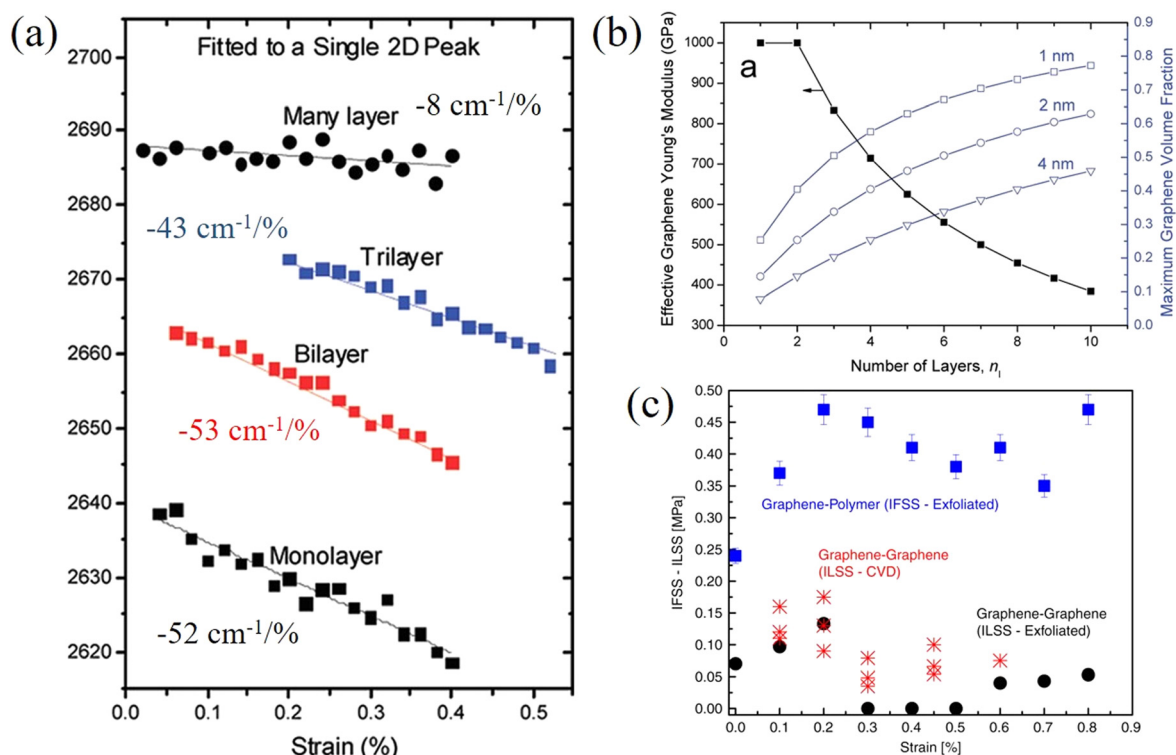 (a)
Fitted to a Single 2D Peak
2700
2690
2680
2670
2660
2650
2640
2630
2620
Many layer
-8 cm-1/%
-43 cm-1/%
Trilayer
Bilayer
-53 cm-1/%
Monolayer
-52 cm-1/%
0.0 0.1 0.2 0.3 0.4 0.5
Strain (%)
(b)
a
Effective Graphene Young's Modulus (GPa)
1000
900
800
700
600
500
400
300
1 nm
2 nm
4 nm
0.9
0.8
0.7
0.6
0.5
0.4
0.3
0.2
0.1
0.0
Maximum Graphene Volume Fraction
0 2 4 6 8 10
Number of Layers, nl
(c)
IFSS - ILSS [MPa]
0.50
0.45
0.40
0.35
0.30
0.25
0.20
0.15
0.10
0.05
0.00
Graphene-Polymer (IFSS - Exfoliated)
Graphene-Graphene
(ILSS - CVD)
Graphene-Graphene
(ILSS - Exfoliated)
0.0 0.1 0.2 0.3 0.4 0.5 0.6 0.7 0.8 0.9
Strain [%]